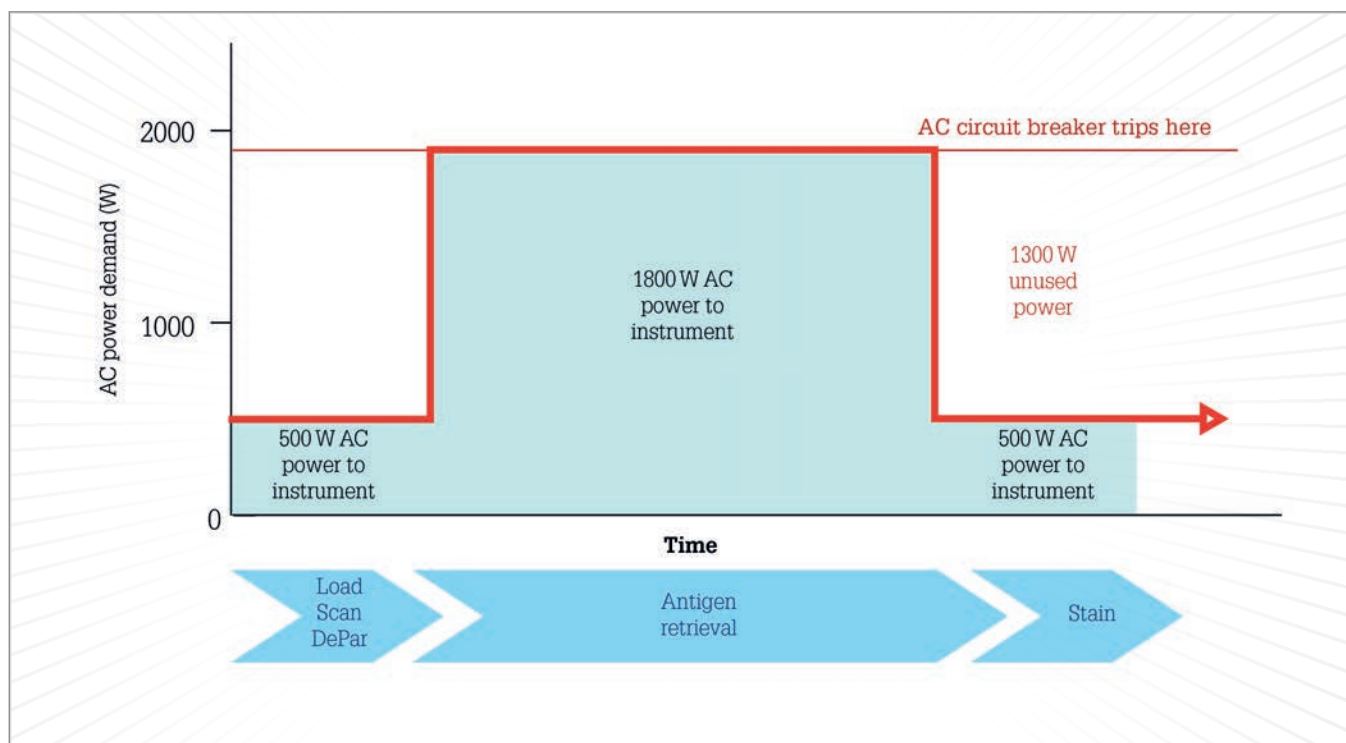 2000
AC circuit breaker trips here
AC power demand (W)
1000
0
1800 W AC
power to
instrument
1300 W
unused
power
500 W AC
power to
instrument
500 W AC
power to
instrument
Time
Load
Scan
DePar
Antigen
retrieval
Stain